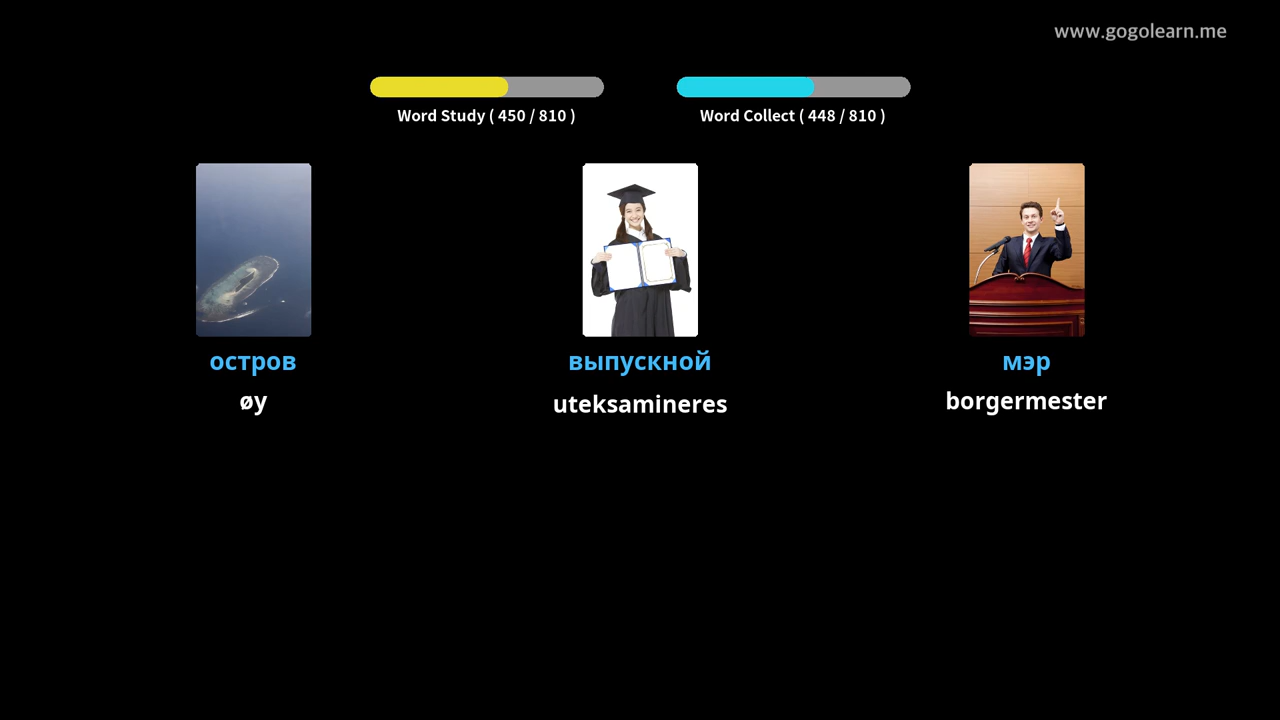 www.gogolearn.me
Word Study ( 450 / 810 )
Word Collect ( 448 / 810 )
остров
выпускной
мэр
øy
uteksamineres
borgermester